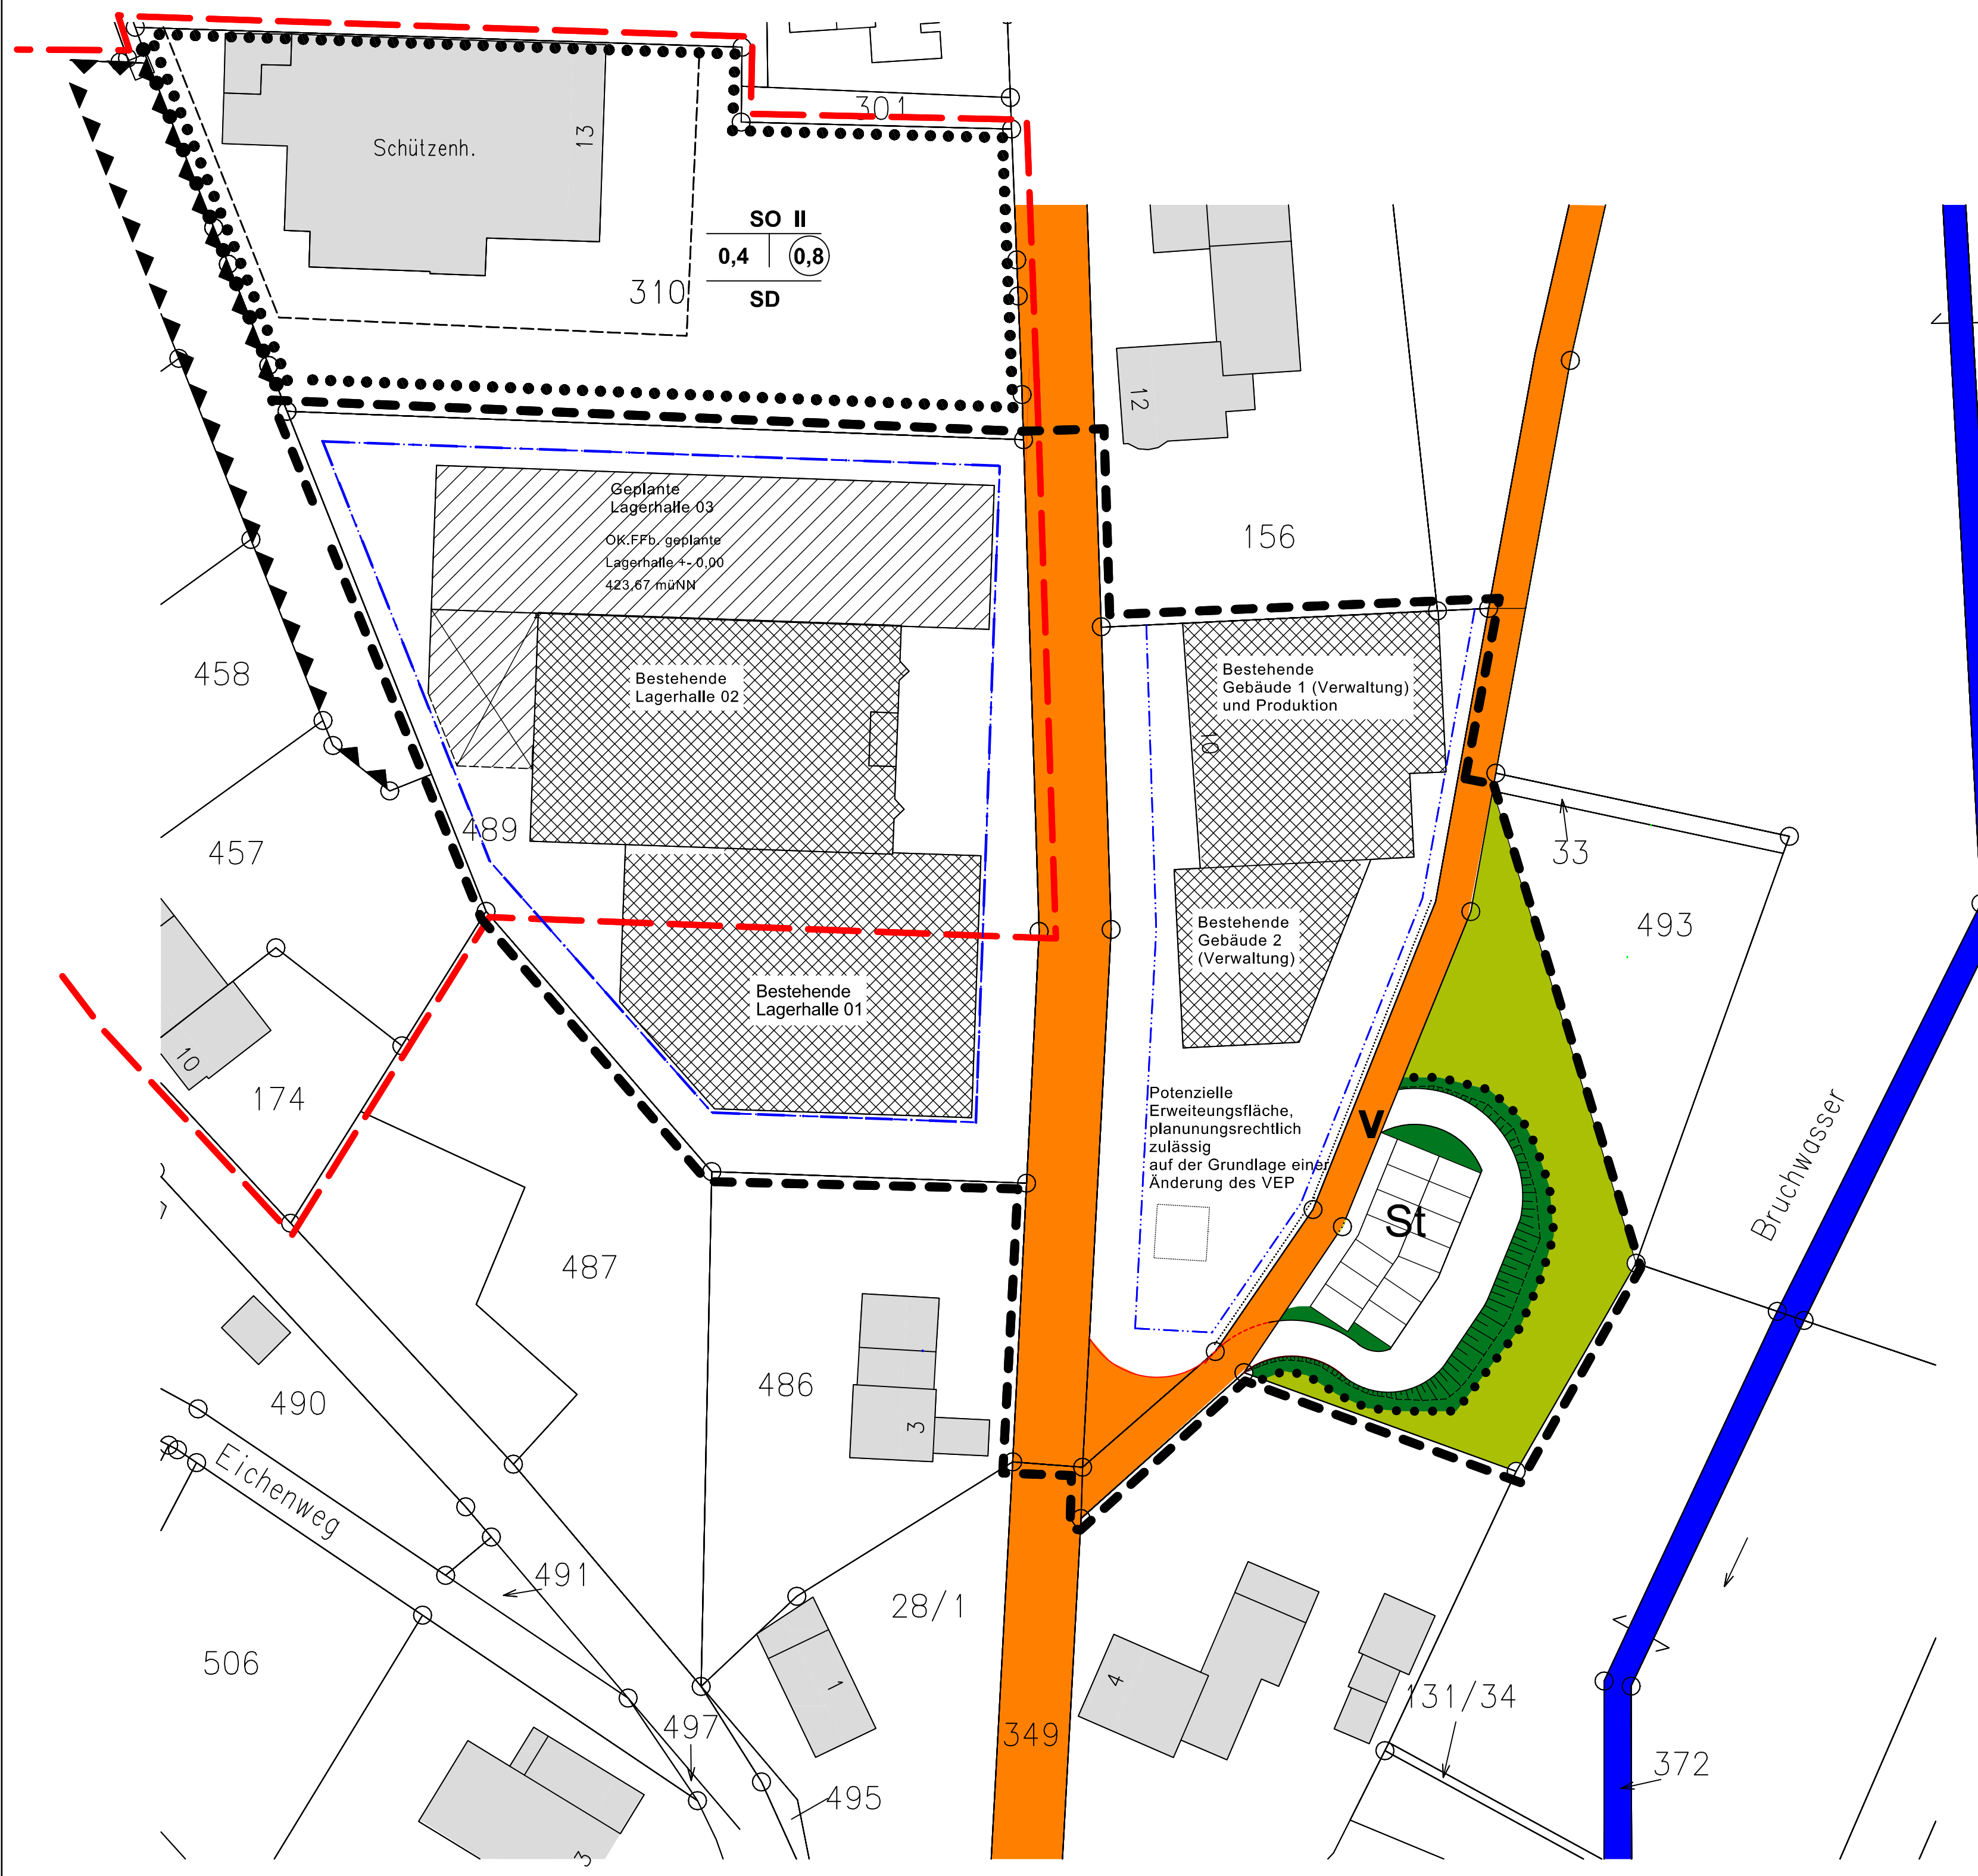 301
Schützenh.
13
SO II
0,4
0,8
SD
310
12
Geplante
Lagerhalle 03
OK.FFb. geplante
Lagerhalle +- 0,00
423,67 müNN
156
458
Bestehende
Lagerhalle 02
Bestehende
Gebäude 1 (Verwaltung)
und Produktion
10
489
457
33
493
Bestehende
Gebäude 2
(Verwaltung)
Bestehende
Lagerhalle 01
10
174
Potenzielle
Erweiteungsfläche,
planunungsrechtlich
zulässig
auf der Grundlage einer
Änderung des VEP
V
St
Bruchwasser
487
486
3
490
Eichenweg
491
28/1
506
1
4
131/34
497
349
372
495
3